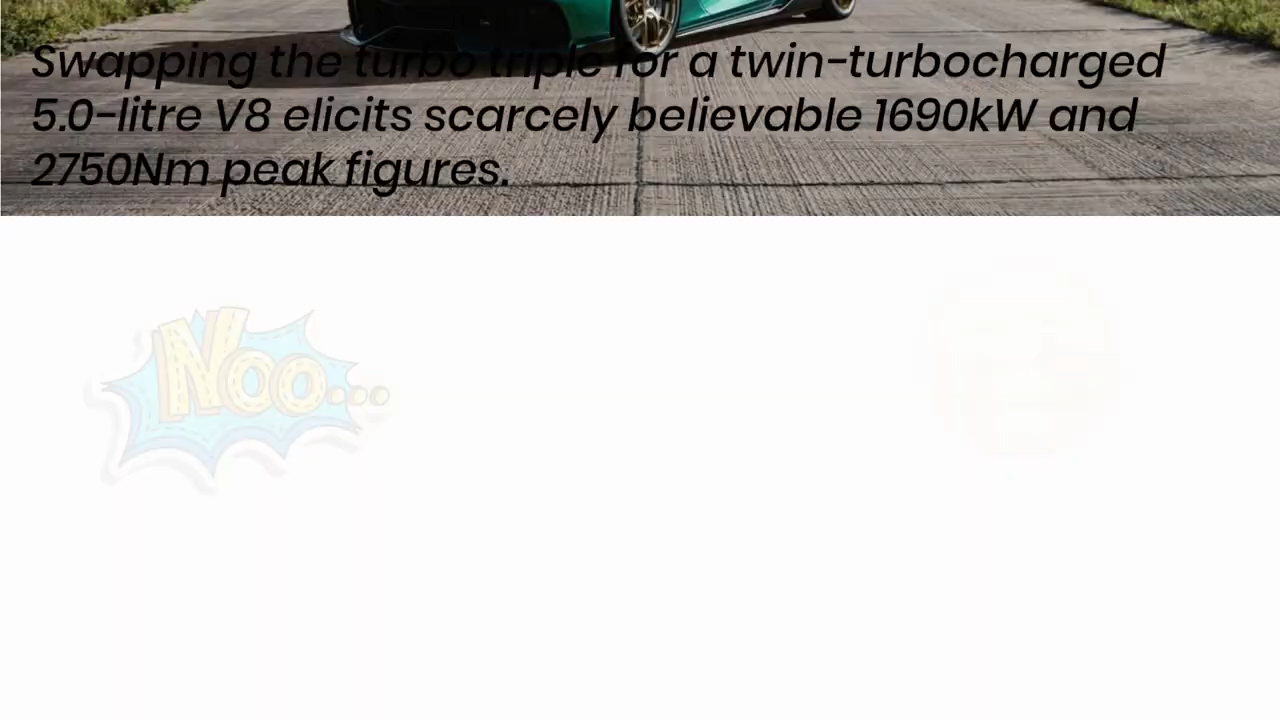 Swapping the turbo triple for a twin-turbocharged
5.0-litre V8 elicits scarcely believable 1690kW and
2750Nm peak figures.
Noo...